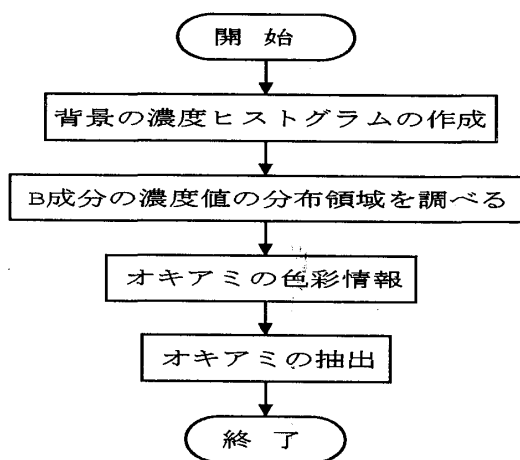 開 始
背景の濃度ヒストグラムの作成
B成分の濃度値の分布領域を調べる
オキアミの色彩情報
オキアミの抽出
終 了